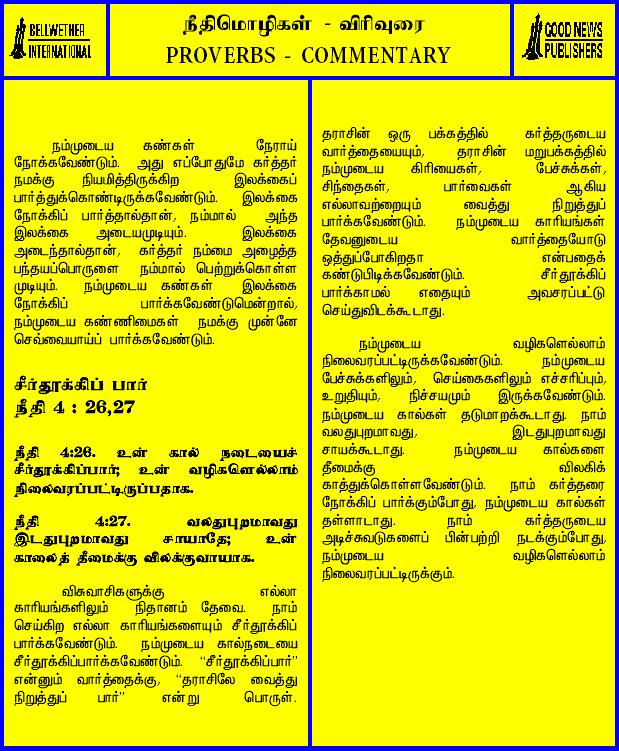 BELLWETHER
INTERNATIONAL
நீதிமொழிகள் - விரிவுரை
PROVERBS - COMMENTARY
GOOD NEWS
PUBLISHERS
நம்முடைய கண்கள் நேராய்
நோக்கவேண்டும். அது எப்போதுமே கர்த்தர்
நமக்கு நியமித்திருக்கிற இலக்கைப்
பார்த்துக்கொண்டிருக்கவேண்டும். இலக்கை
நோக்கிப் பார்த்தால்தான், நம்மால் அந்த
இலக்கை அடையமுடியும். இலக்கை
அடைந்தால்தான், கர்த்தர் நம்மை அழைத்த
பந்தயப்பொருளை நம்மால் பெற்றுக்கொள்ள
முடியும். நம்முடைய கண்கள் இலக்கை
நோக்கிப் பார்க்கவேண்டுமென்றால்,
நம்முடைய கண்ணிமைகள் நமக்கு முன்னே
செவ்வையாய்ப் பார்க்கவேண்டும்.
சீர்தூக்கிப் பார்
நீதி 4 : 26,27
நீதி 4:26. உன் கால் நடையைச்
சீர்தூக்கிப்பார்; உன் வழிகளெல்லாம்
நிலைவரப்பட்டிருப்பதாக.
நீதி 4:27. வலதுபுறமாவது
இடதுபுறமாவது சாயாதே; உன்
காலைத் தீமைக்கு விலக்குவாயாக.
விசுவாசிகளுக்கு எல்லா
காரியங்களிலும் நிதானம் தேவை. நாம்
செய்கிற எல்லா காரியங்களையும் சீர்தூக்கிப்
பார்க்கவேண்டும். நம்முடைய கால்நடையை
சீர்தூக்கிப்பார்க்கவேண்டும். “சீர்தூக்கிப்பார்”
என்னும் வார்த்தைக்கு, “தராசிலே வைத்து
நிறுத்துப் பார்” என்று பொருள்.
தராசின் ஒரு பக்கத்தில் கர்த்தருடைய
வார்த்தையையும், தராசின் மறுபக்கத்தில்
நம்முடைய கிரியைகள், பேச்சுக்கள்,
சிந்தைகள், பார்வைகள் ஆகிய
எல்லாவற்றையும் வைத்து நிறுத்துப்
பார்க்கவேண்டும். நம்முடைய காரியங்கள்
தேவனுடைய வார்த்தையோடு
ஒத்துப்போகிறதா என்பதைக்
கண்டுபிடிக்கவேண்டும். சீர்தூக்கிப்
பார்க்காமல் எதையும் அவசரப்பட்டு
செய்துவிடக்கூடாது.
நம்முடைய வழிகளெல்லாம்
நிலைவரப்பட்டிருக்கவேண்டும். நம்முடைய
பேச்சுக்களிலும், செய்கைகளிலும் எச்சரிப்பும்,
உறுதியும், நிச்சயமும் இருக்கவேண்டும்.
நம்முடைய கால்கள் தடுமாறக்கூடாது. நாம்
வலதுபுறமாவது, இடதுபுறமாவது
சாயக்கூடாது. நம்முடைய கால்களை
தீமைக்கு விலகிக்
காத்துக்கொள்ளவேண்டும். நாம் கர்த்தரை
நோக்கிப் பார்க்கும்போது, நம்முடைய கால்கள்
தள்ளாடாது. நாம் கர்த்தருடைய
அடிச்சுவடுகளைப் பின்பற்றி நடக்கும்போது,
நம்முடைய வழிகளெல்லாம்
நிலைவரப்பட்டிருக்கும்.